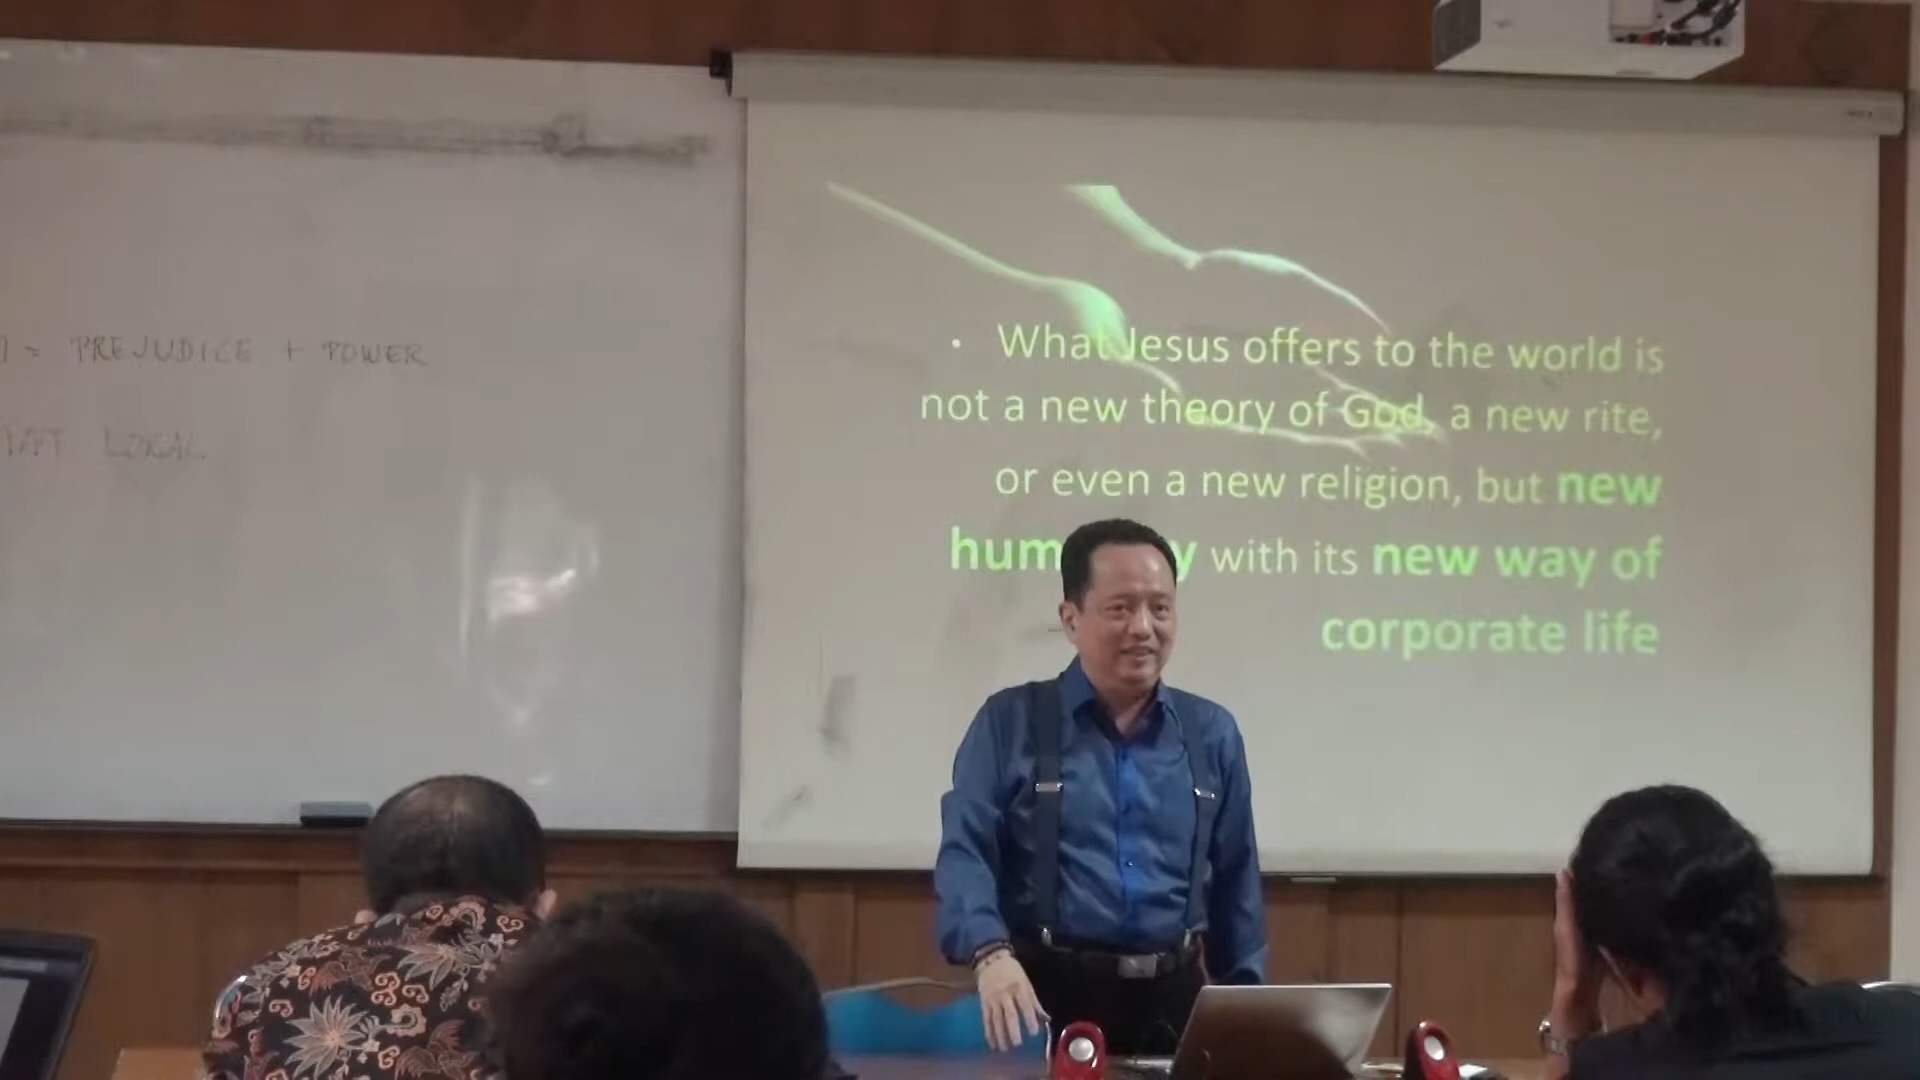 = PREJUDICE + POWER
LOKAL
• What Jesus offers to the world is
not a new theory of God, a new rite,
or even a new religion, but new
with its new way of
corporate life